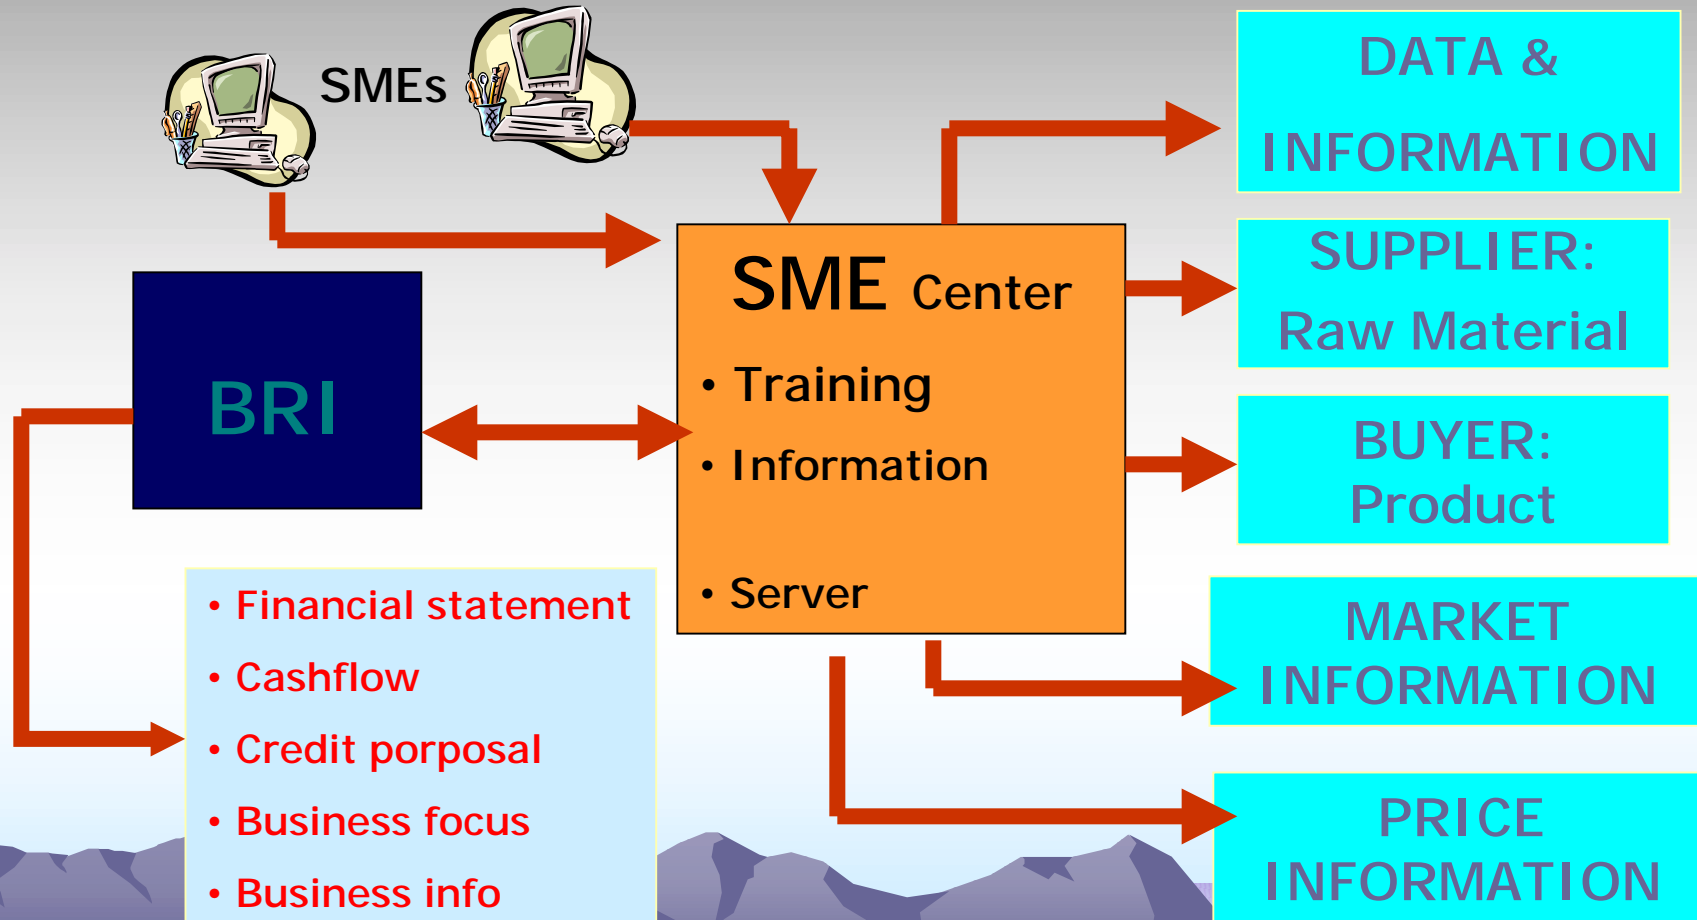 SMEs
DATA &
INFORMATION
SUPPLIER:
Raw Material
SME Center
• Training
• Information
• Server
BRI
BUYER:
Product
• Financial statement
• Cashflow
• Credit porposal
• Business focus
• Business info
MARKET
INFORMATION
PRICE
INFORMATION